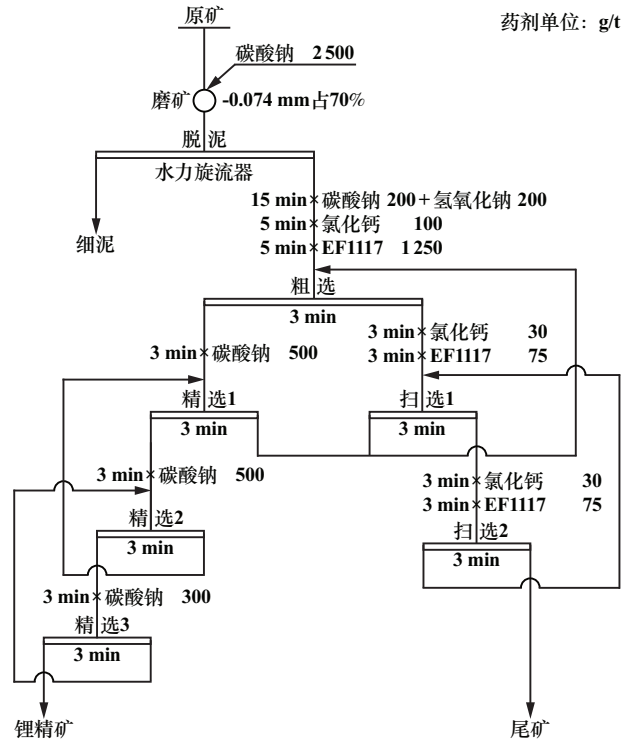 原矿
药剂单位：g/t
碳酸钠 2 500
磨矿 -0.074 mm占70%
脱泥
水力旋流器
细泥
15 min×碳酸钠 200+氢氧化钠 200
5 min×氯化钙 100
5 min×EF1117 1 250
粗选
3 min
3 min×碳酸钠 500
3 min×氯化钙 30
3 min×EF1117 75
精选1
3 min
扫选1
3 min
3 min×碳酸钠 500
3 min×氯化钙 30
3 min×EF1117 75
精选2
3 min
扫选2
3 min
3 min×碳酸钠 300
精选3
3 min
锂精矿
尾矿